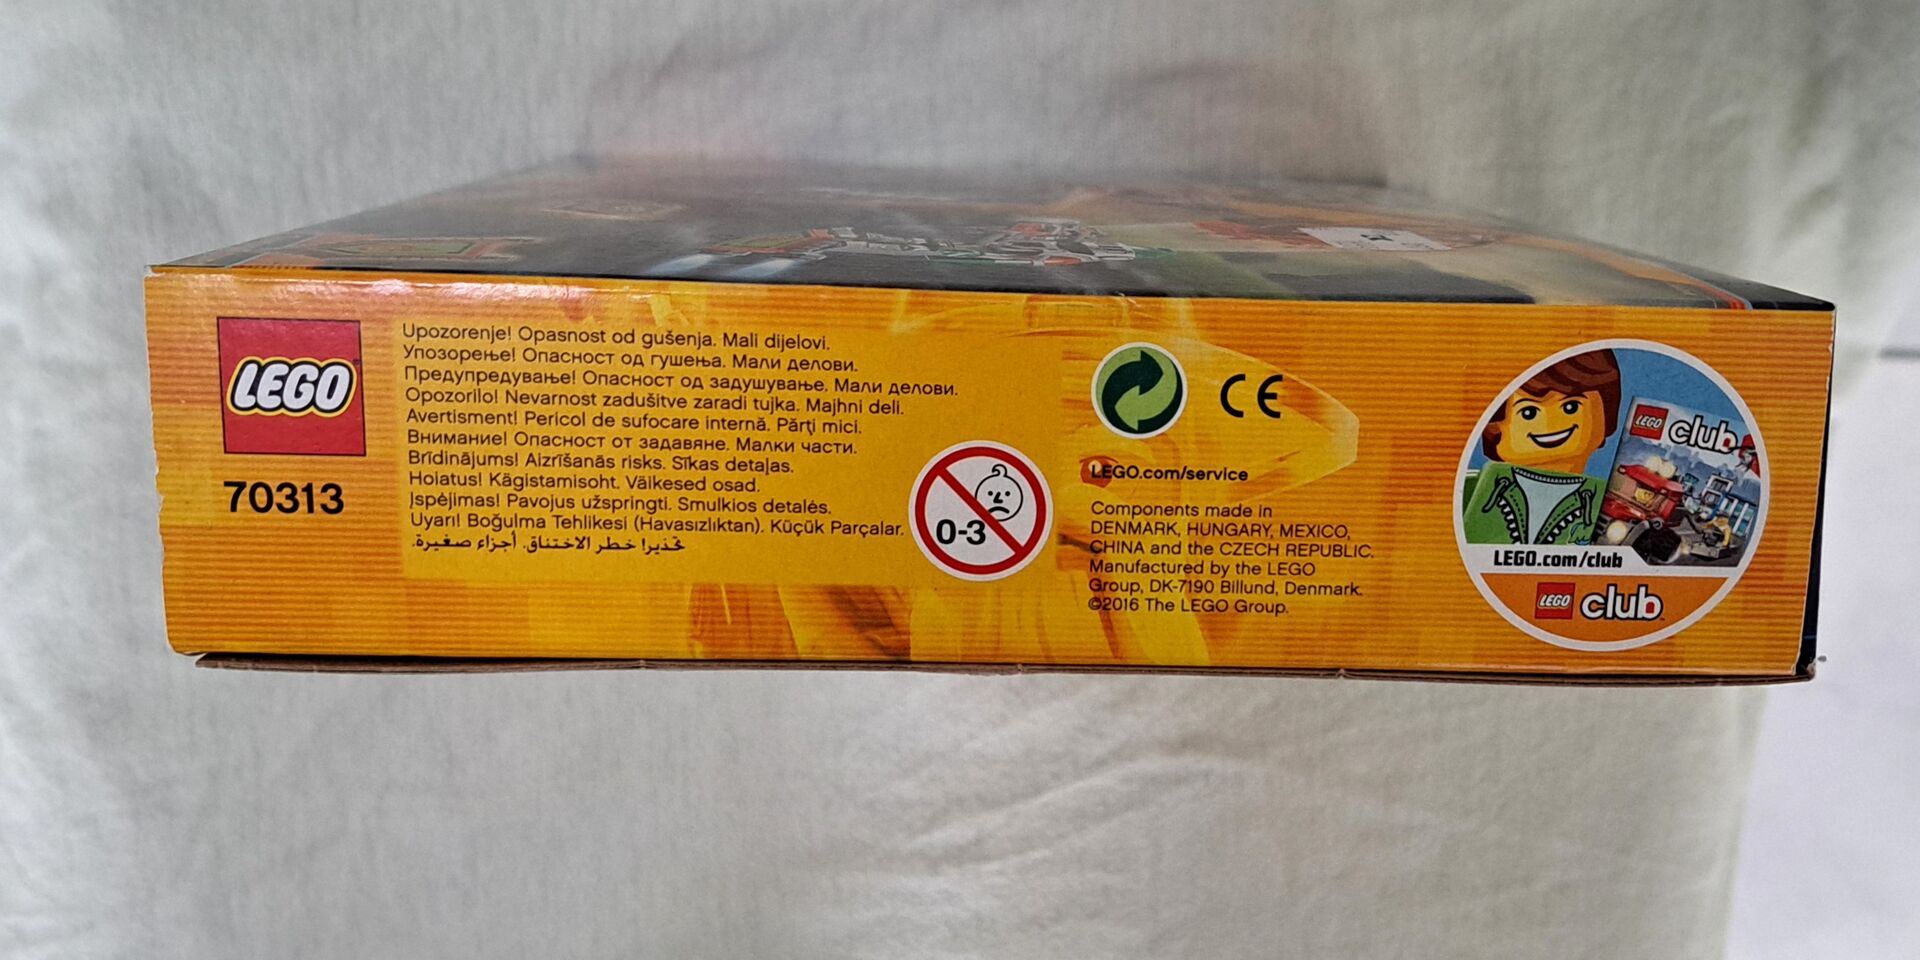 LEGO
70313
Upozorenje! Opasnost od gušenja. Mali dijelovi.
Упозорење! Опасност од гушења. Мали делови.
Предупредување! Опасност од задушување. Мали делови.
Opozorilo! Nevarnost zadušitve zaradi tujka. Majhni deli.
Avertisment! Pericol de sufocare internă. Părţi mici.
Внимание! Опасност от задавяне. Малки части.
Brīdinājums! Aizrīšanās risks. Sīkas detaļas.
Hoiatus! Kägistamisoht. Väikesed osad.
Įspėjimas! Pavojus užspringti. Smulkios detalės.
Uyarı! Boğulma Tehlikesi (Havasızlıktan). Küçük Parçalar.
تحذير! خطر الاختناق. أجزاء صغيرة.
0-3
CE
LEGO.com/service
Components made in
DENMARK, HUNGARY, MEXICO,
CHINA and the CZECH REPUBLIC.
Manufactured by the LEGO
Group, DK-7190 Billund, Denmark.
©2016 The LEGO Group.
LEGO club
LEGO.com/club
LEGO club™